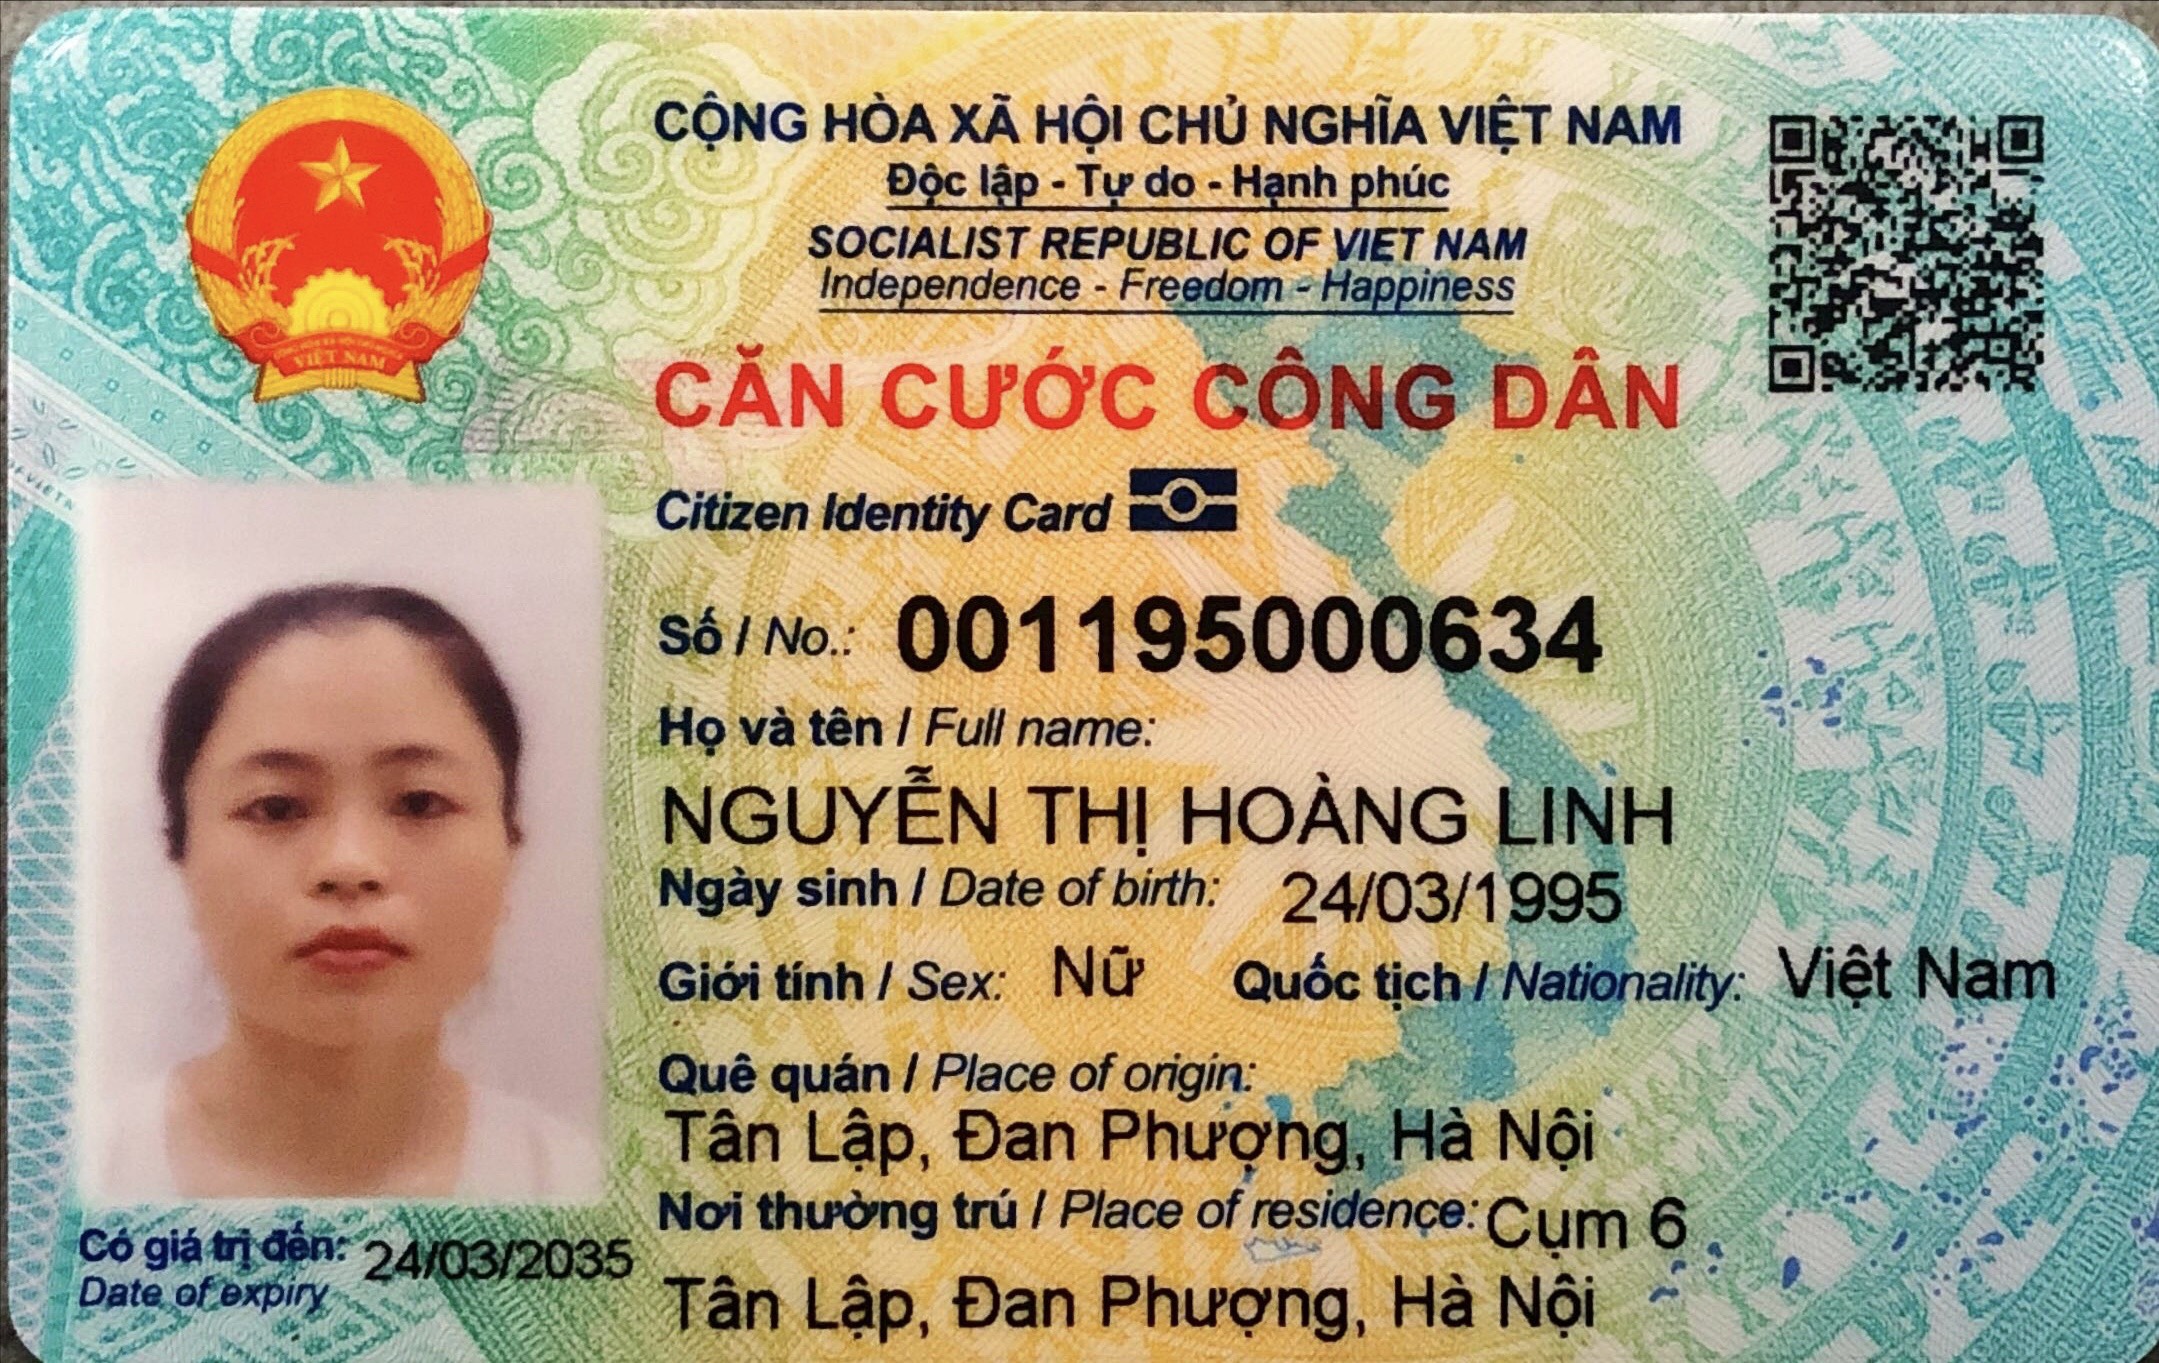 CỘNG HÒA XÃ HỘI CHỦ NGHĨA VIỆT NAM
Độc lập - Tự do - Hạnh phúc
SOCIALIST REPUBLIC OF VIET NAM
Independence - Freedom - Happiness
VIỆT NAM
CĂN CƯỚC CÔNG DÂN
Citizen Identity Card
Số / No.: 001195000634
Họ và tên / Full name:
NGUYỄN THỊ HOÀNG LINH
Ngày sinh / Date of birth: 24/03/1995
Giới tính / Sex: Nữ Quốc tịch / Nationality: Việt Nam
Quê quán / Place of origin:
Tân Lập, Đan Phượng, Hà Nội
Nơi thường trú / Place of residence: Cụm 6
Tân Lập, Đan Phượng, Hà Nội
Có giá trị đến: 24/03/2035
Date of expiry